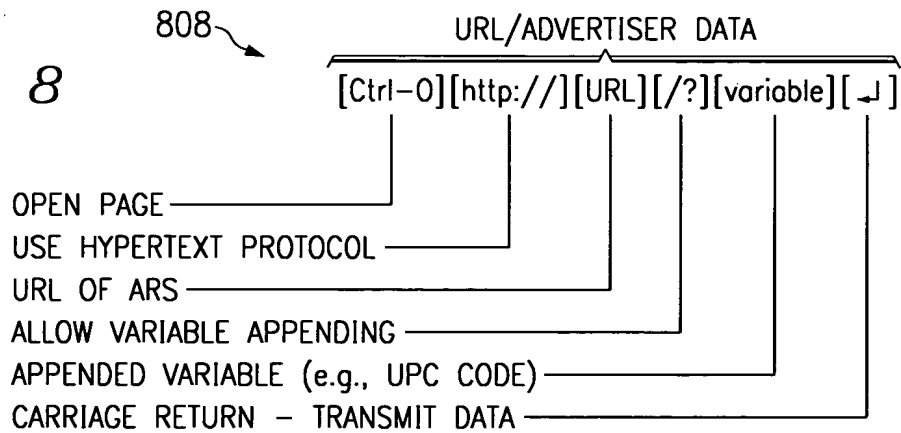 808
URL/ADVERTISER DATA
8
[Ctrl-O][http://][URL][/?][variable][↵]
OPEN PAGE
USE HYPERTEXT PROTOCOL
URL OF ARS
ALLOW VARIABLE APPENDING
APPENDED VARIABLE (e.g., UPC CODE)
CARRIAGE RETURN - TRANSMIT DATA